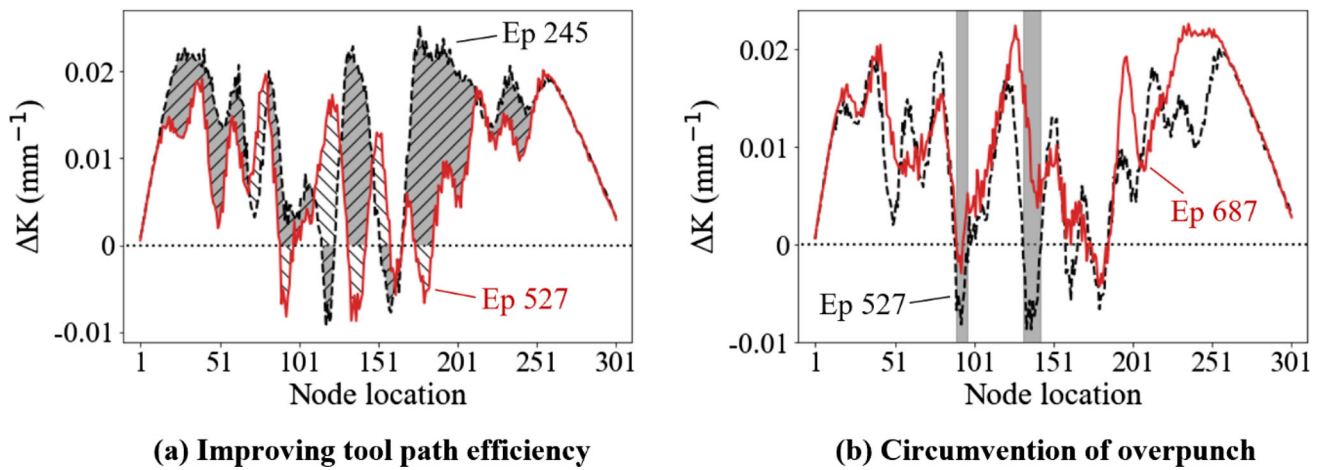 ΔK (mm⁻¹)
0.02
0.01
0
-0.01
Ep 245
Ep 527
1 51 101 151 201 251 301
Node location
(a) Improving tool path efficiency
ΔK (mm⁻¹)
0.02
0.01
0
-0.01
Ep 687
Ep 527
1 51 101 151 201 251 301
Node location
(b) Circumvention of overpunch